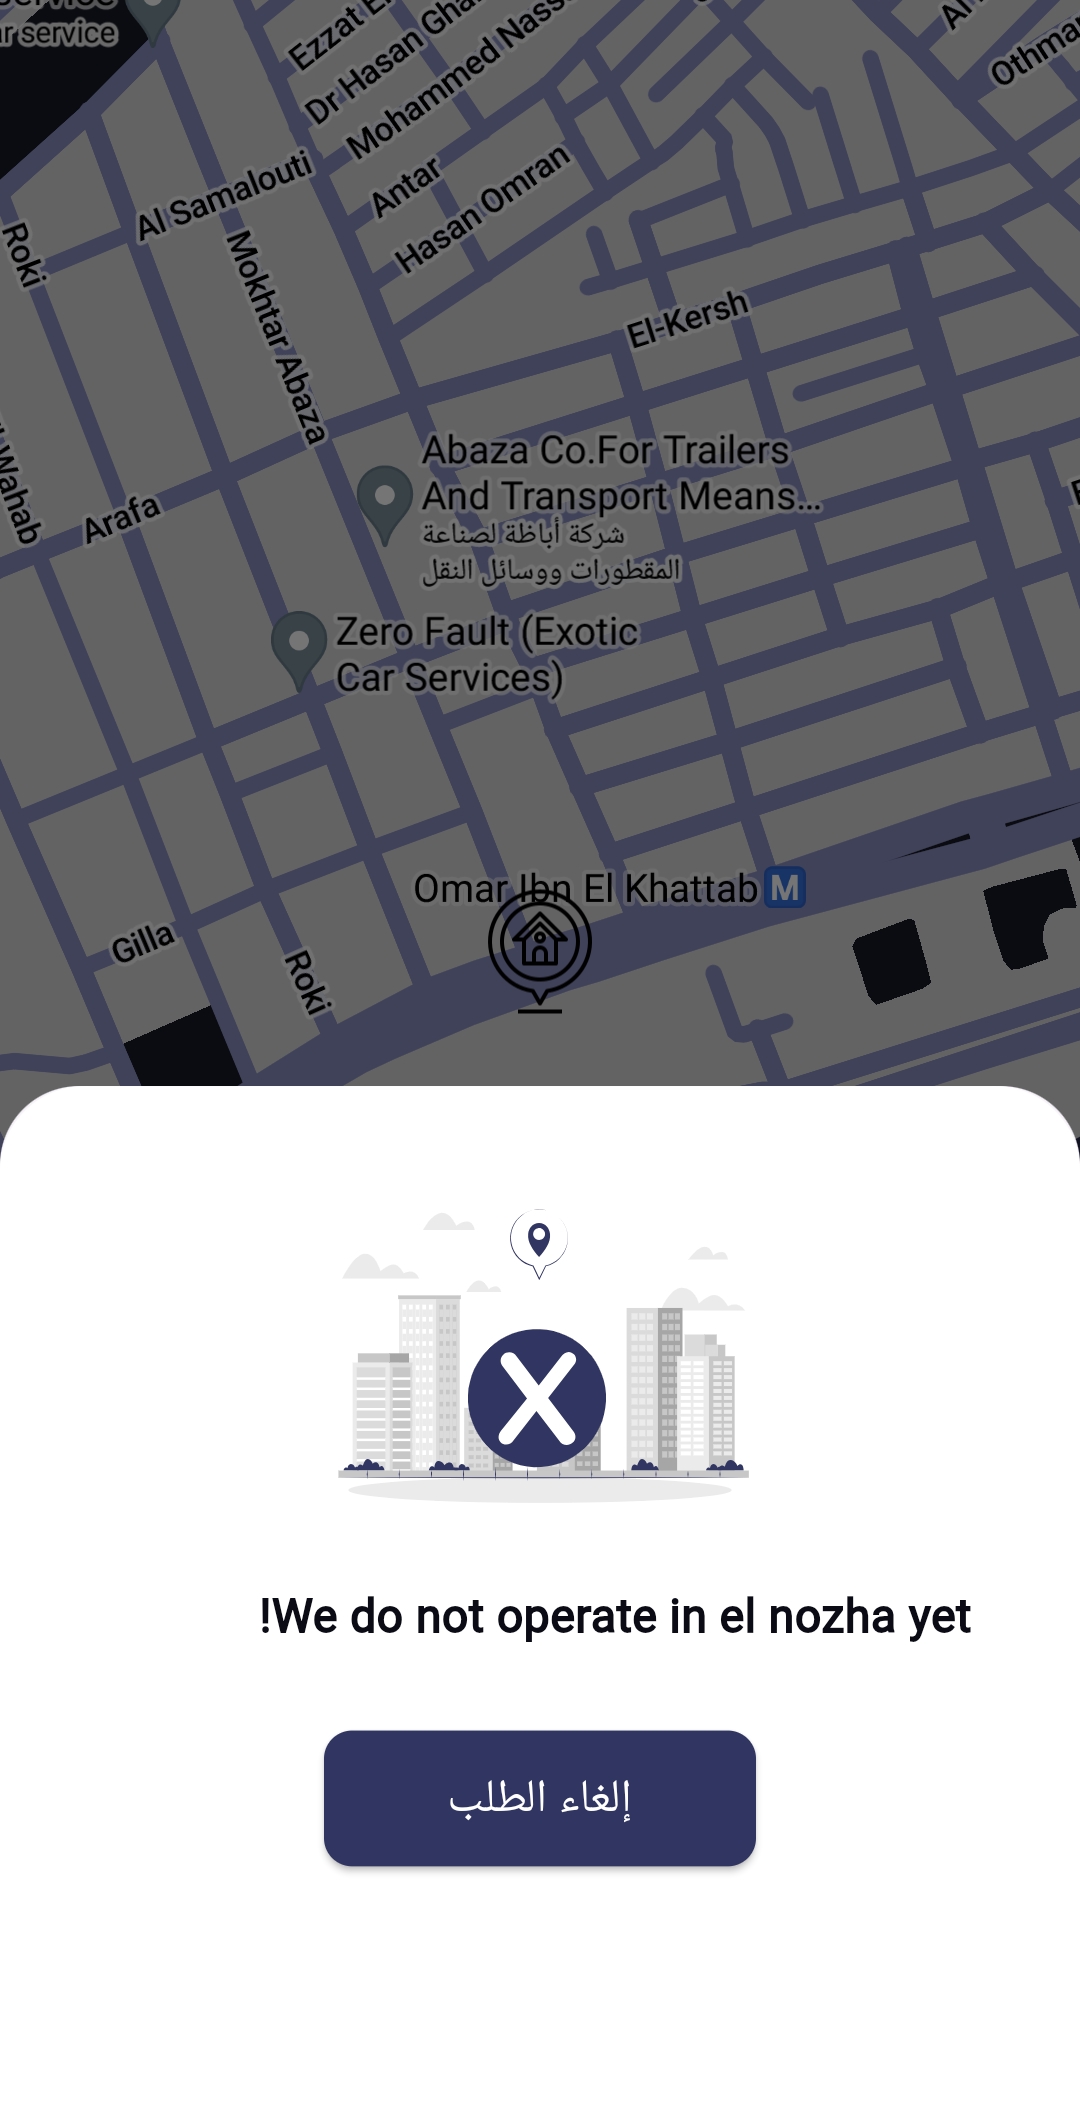 ar service
Ezzat E
Dr Hasan Gha
Mohammed Nass
Othma
Al Samalouti
Antar
Hasan Omran
Roki
Mokhtar Abaza
El-Kersh
Wahab
Arafa
Abaza Co.For Trailers
And Transport Means...
شركة أباظة لصناعة
المقطورات ووسائل النقل
Zero Fault (Exotic
Car Services)
Omar Ibn El Khattab M
Gilla
Roki
!We do not operate in el nozha yet
إلغاء الطلب